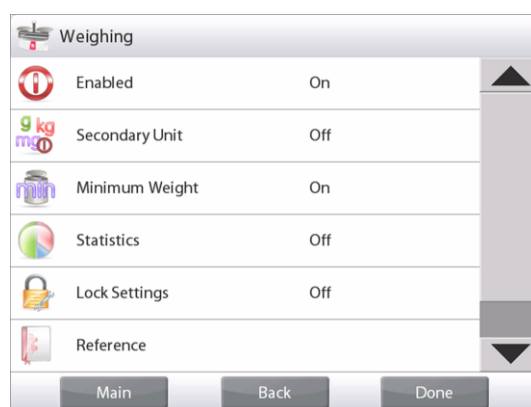 Weighing
Enabled On
g kg
mg
Secondary Unit Off
min
Minimum Weight On
Statistics Off
Lock Settings Off
Reference
Main Back Done